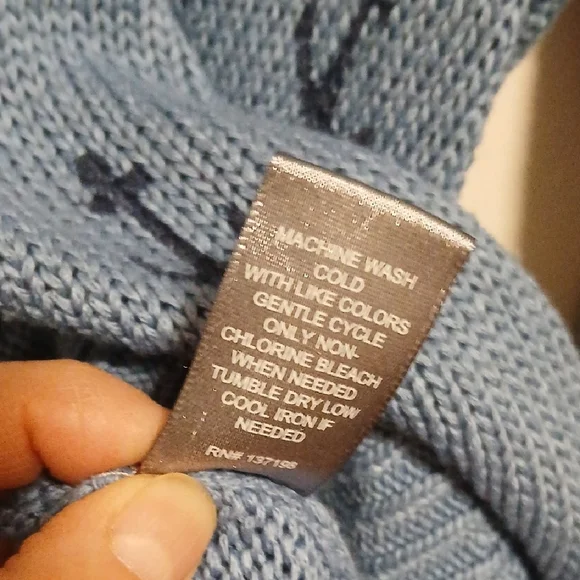 MACHINE WASH
COLD
WITH LIKE COLORS
GENTLE CYCLE
ONLY NON-
CHLORINE BLEACH
WHEN NEEDED
TUMBLE DRY LOW
COOL IRON IF
NEEDED
RN# 137198